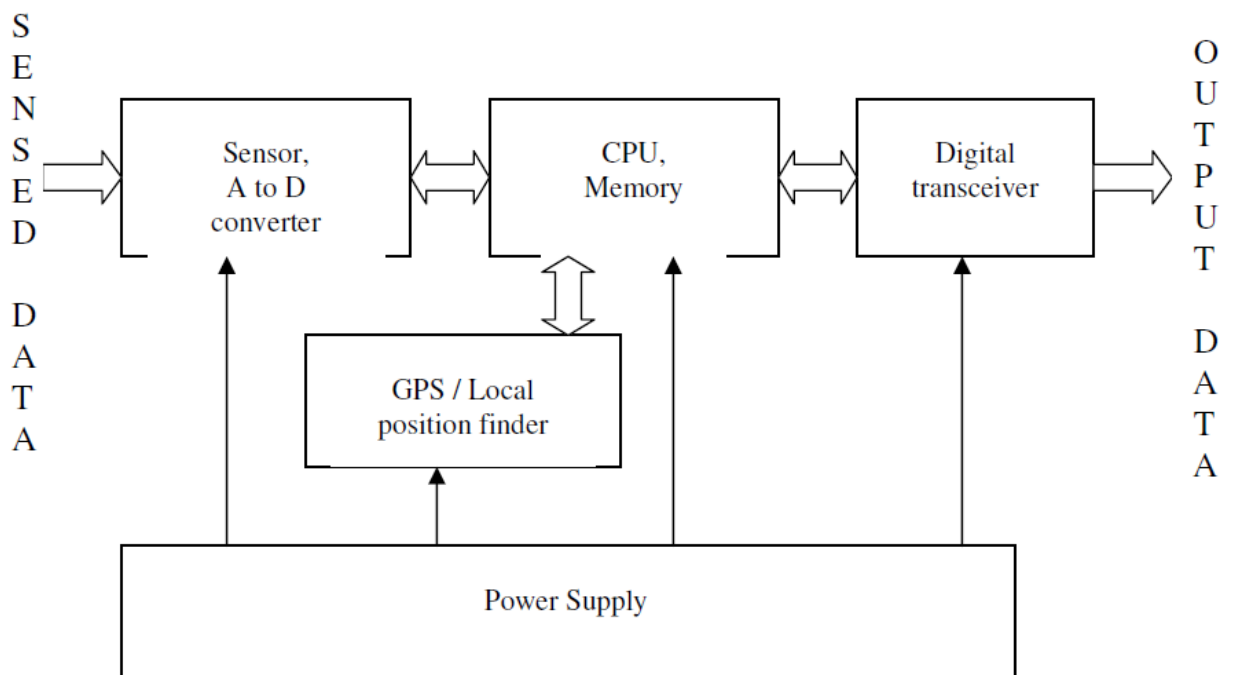 SENSED DATA
Sensor,
A to D
converter
CPU,
Memory
Digital
transceiver
OUTPUT DATA
GPS / Local
position finder
Power Supply